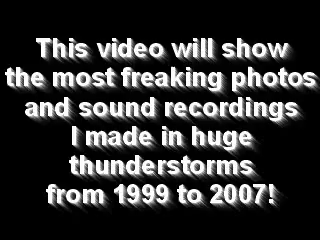 This video will show
the most freaking photos
and sound recordings
I made in huge
thunderstorms
from 1999 to 2007!